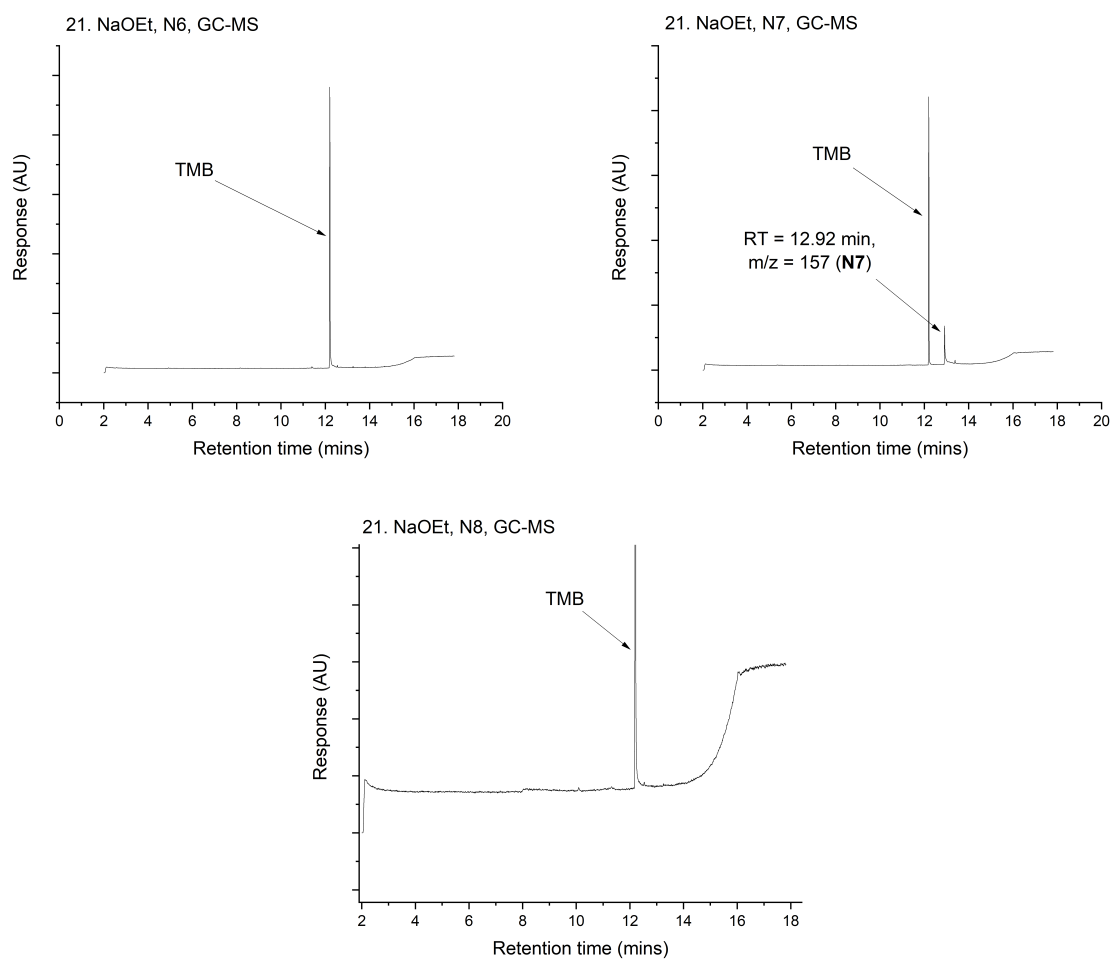 21. NaOEt, N6, GC-MS
Response (AU)
TMB
0 2 4 6 8 10 12 14 16 18 20
Retention time (mins)
21. NaOEt, N7, GC-MS
Response (AU)
TMB
RT = 12.92 min,
m/z = 157 (N7)
0 2 4 6 8 10 12 14 16 18 20
Retention time (mins)
21. NaOEt, N8, GC-MS
Response (AU)
TMB
2 4 6 8 10 12 14 16 18
Retention time (mins)